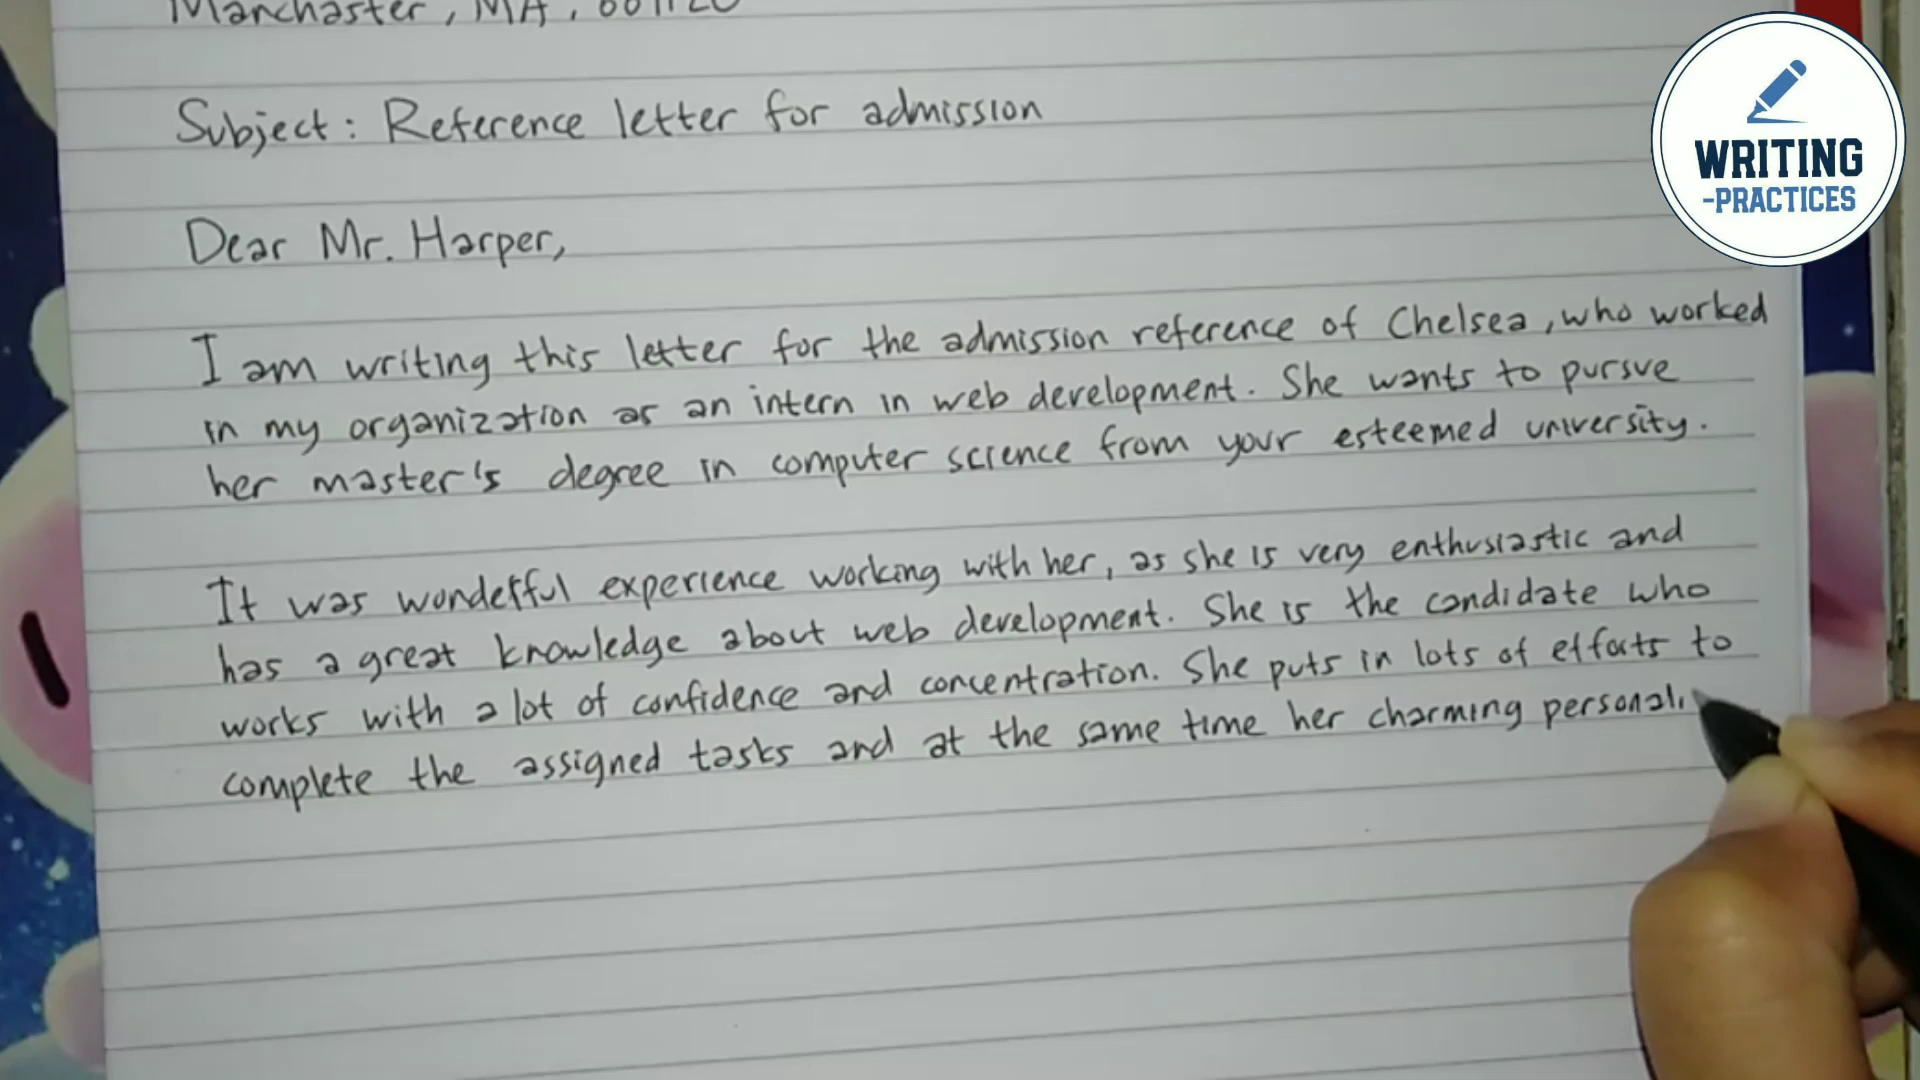 Manchaster, MA,
Subject: Reference letter for admission
Dear Mr. Harper,
I am writing this letter for the admission reference of Chelsea, who worked
in my organization as an intern in web development. She wants to pursue
her master's degree in computer science from your esteemed university.
It was wonderful experience working with her, as she is very enthusiastic and
has a great knowledge about web development. She is the candidate who
works with a lot of confidence and concentration. She puts in lots of efforts to
complete the assigned tasks and at the same time her charming personali
WRITING
-PRACTICES